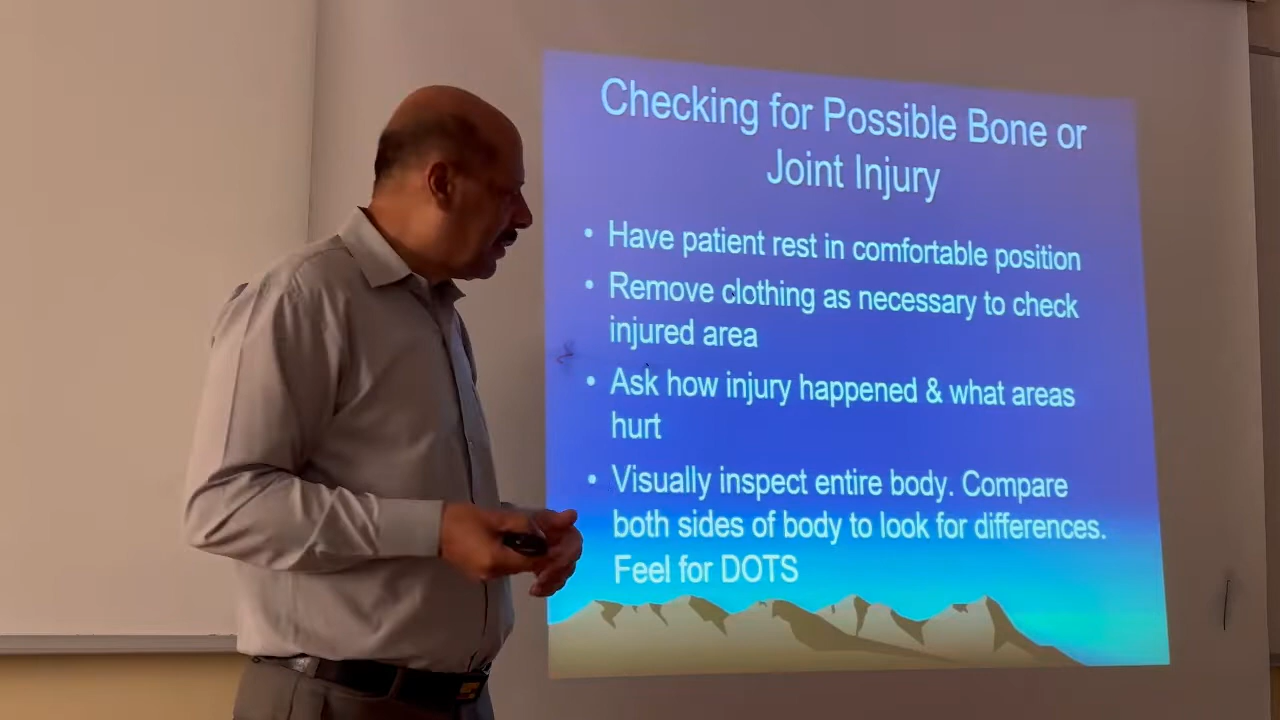 Checking for Possible Bone or
Joint Injury
• Have patient rest in comfortable position
• Remove clothing as necessary to check
injured area
• Ask how injury happened & what areas
hurt
• Visually inspect entire body. Compare
both sides of body to look for differences.
Feel for DOTS